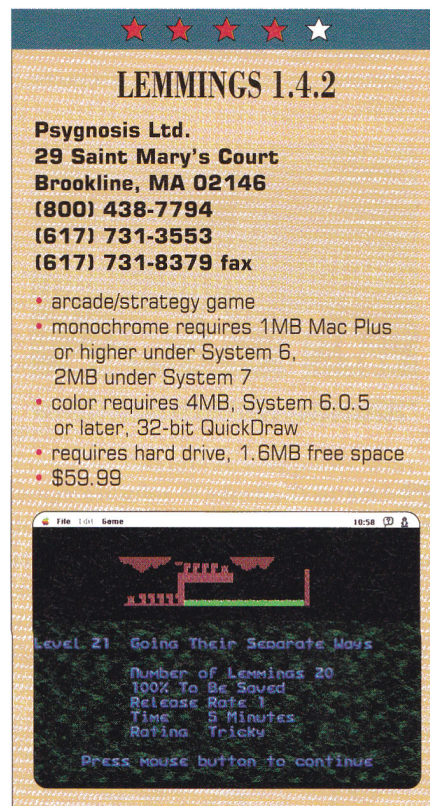 LEMMINGS 1.4.2
Psygnosis Ltd.
29 Saint Mary's Court
Brookline, MA 02146
(800) 438-7794
(617) 731-3553
(617) 731-8379 fax
• arcade/strategy game
• monochrome requires 1MB Mac Plus
or higher under System 6,
2MB under System 7
• color requires 4MB, System 6.0.5
or later, 32-bit QuickDraw
• requires hard drive, 1.6MB free space
• $59.99
File Edit Game 10:58
Level 21 Going Their Separate Ways
Number of Lemmings 20
100% To Be Saved
Release Rate 1
Time 5 Minutes
Rating Tricky
Press mouse button to continue